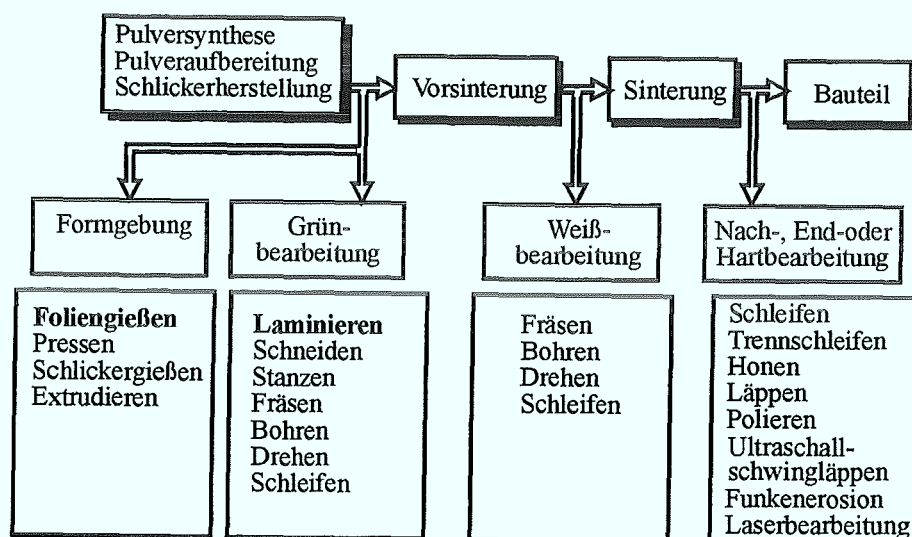 Pulversynthese
Pulveraufbereitung
Schlickerherstellung
Vorsinterung
Sinterung
Bauteil
Formgebung
Grün-
bearbeitung
Weiß-
bearbeitung
Nach-, End-oder
Hartbearbeitung
Foliengießen
Pressen
Schlickergießen
Extrudieren
Laminieren
Schneiden
Stanzen
Fräsen
Bohren
Drehen
Schleifen
Fräsen
Bohren
Drehen
Schleifen
Schleifen
Trennschleifen
Honen
Läppen
Polieren
Ultraschall-
schwingläppen
Funkenerosion
Laserbearbeitung